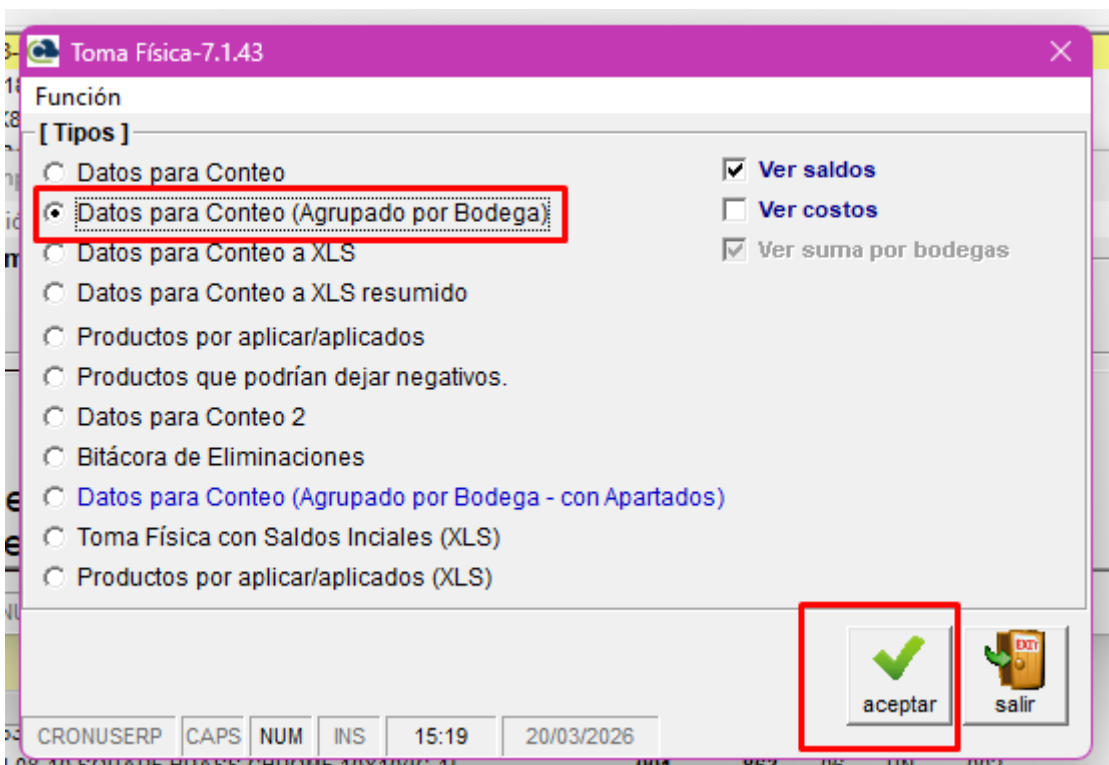 Toma Física-7.1.43
Función
[ Tipos ]
Datos para Conteo
Ver saldos
Datos para Conteo (Agrupado por Bodega)
Ver costos
Datos para Conteo a XLS
Ver suma por bodegas
Datos para Conteo a XLS resumido
Productos por aplicar/aplicados
Productos que podrían dejar negativos.
Datos para Conteo 2
Bitácora de Eliminaciones
Datos para Conteo (Agrupado por Bodega - con Apartados)
Toma Física con Saldos Inciales (XLS)
Productos por aplicar/aplicados (XLS)
EXIT
aceptar
salir
CRONUSERP CAPS NUM INS 15:19 20/03/2026